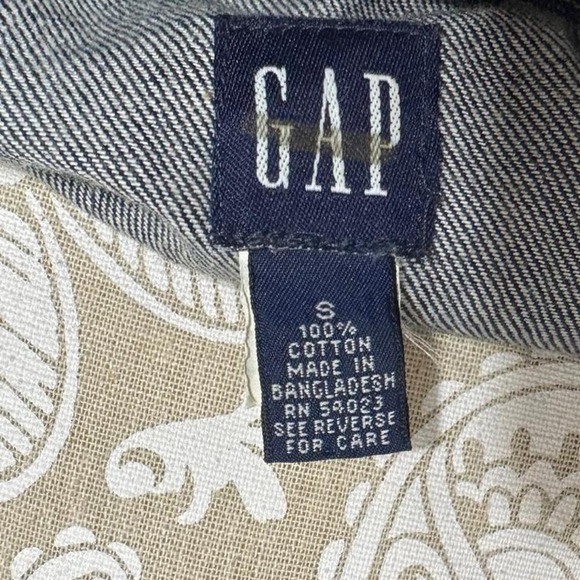 GAP
S
100%
COTTON
MADE IN
BANGLADESH
RN 54023
SEE REVERSE
FOR CARE